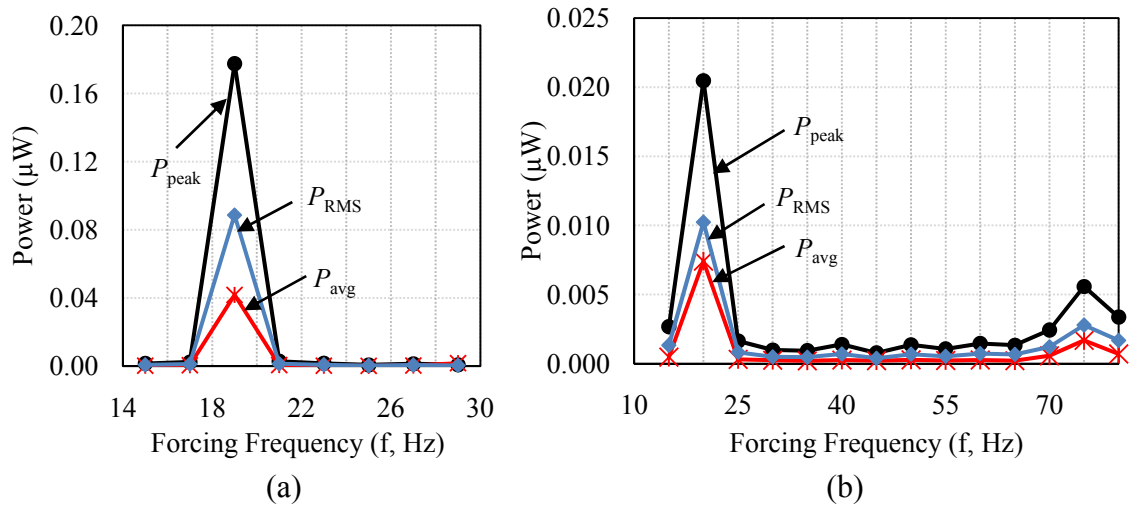 0.20
0.16
0.12
0.08
0.04
0.00
Power (µW)
P_peak
P_RMS
P_avg
14 18 22 26 30
Forcing Frequency (f, Hz)
(a)
0.025
0.020
0.015
0.010
0.005
0.000
Power (µW)
P_peak
P_RMS
P_avg
10 25 40 55 70
Forcing Frequency (f, Hz)
(b)